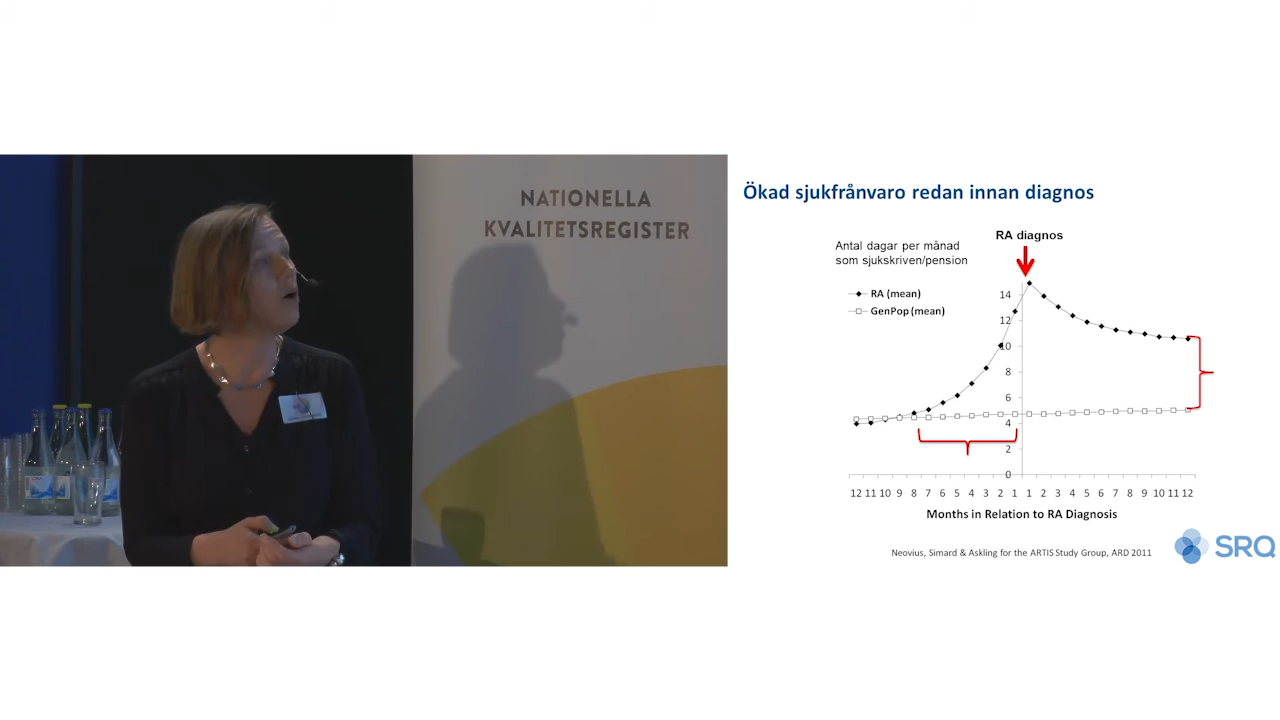 NATIONELLA
KVALITETSREGISTER
Ökad sjukfrånvaro redan innan diagnos
RA diagnos
Antal dagar per månad
som sjukskriven/pension
RA (mean)
GenPop (mean)
14
12
10
8
6
4
2
0
12 11 10 9 8 7 6 5 4 3 2 1 1 2 3 4 5 6 7 8 9 10 11 12
Months in Relation to RA Diagnosis
Neovius, Simard & Askling for the ARTIS Study Group, ARD 2011
SRQ